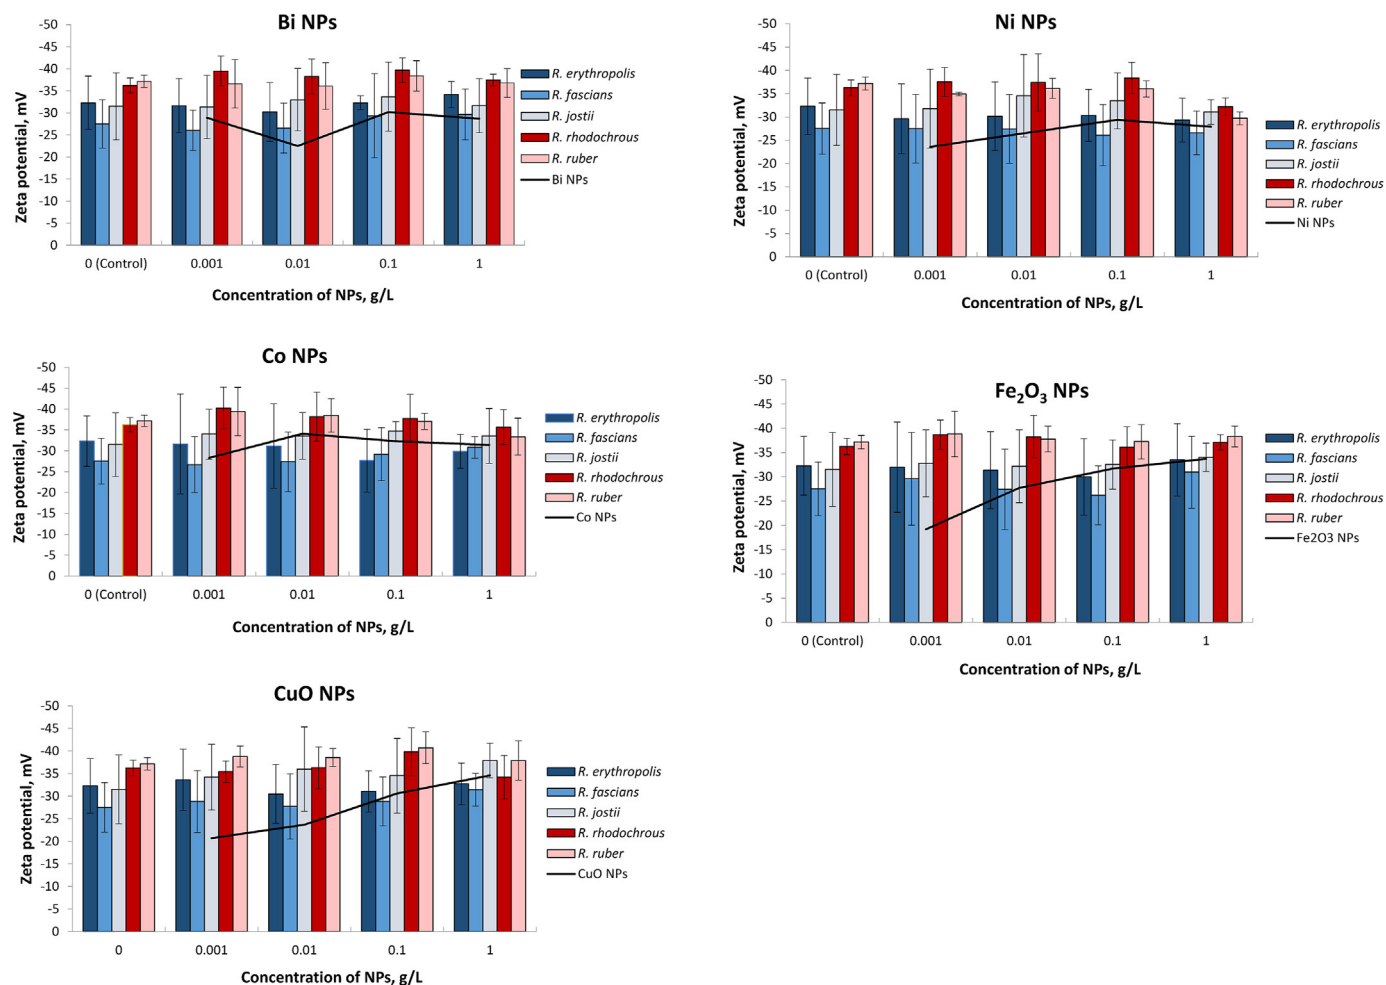 Bi NPs
Zeta potential, mV
-50
-45
-40
-35
-30
-25
-20
-15
-10
-5
0
0 (Control) 0.001 0.01 0.1 1
Concentration of NPs, g/L
R. erythropolis
R. fascians
R. jostii
R. rhodochrous
R. ruber
Bi NPs
Ni NPs
Zeta potential, mV
-50
-45
-40
-35
-30
-25
-20
-15
-10
-5
0
0 (Control) 0.001 0.01 0.1 1
Concentration of NPs, g/L
R. erythropolis
R. fascians
R. jostii
R. rhodochrous
R. ruber
Ni NPs
Co NPs
Zeta potential, mV
-50
-45
-40
-35
-30
-25
-20
-15
-10
-5
0
0 (Control) 0.001 0.01 0.1 1
Concentration of NPs, g/L
R. erythropolis
R. fascians
R. jostii
R. rhodochrous
R. ruber
Co NPs
Fe₂O₃ NPs
Zeta potential, mV
-50
-45
-40
-35
-30
-25
-20
-15
-10
-5
0
0 (Control) 0.001 0.01 0.1 1
Concentration of NPs, g/L
R. erythropolis
R. fascians
R. jostii
R. rhodochrous
R. ruber
Fe2O3 NPs
CuO NPs
Zeta potential, mV
-50
-45
-40
-35
-30
-25
-20
-15
-10
-5
0
0 0.001 0.01 0.1 1
Concentration of NPs, g/L
R. erythropolis
R. fascians
R. jostii
R. rhodochrous
R. ruber
CuO NPs